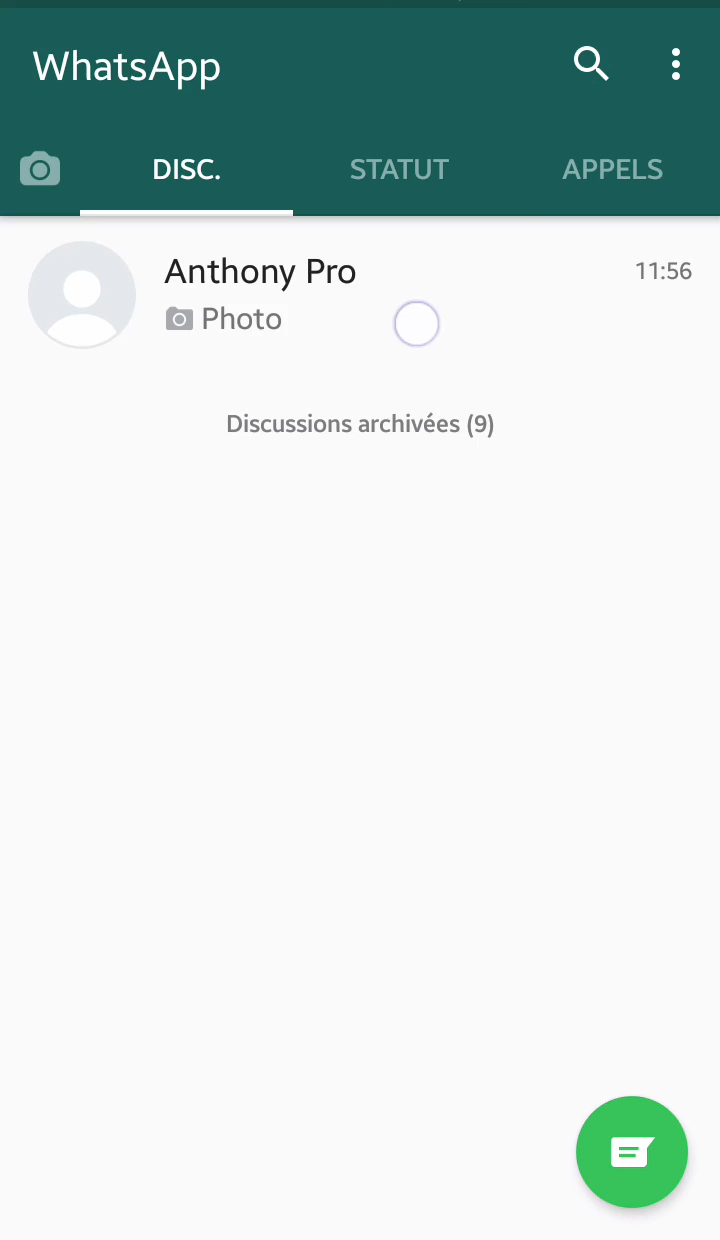 WhatsApp
DISC.
STATUT
APPELS
Anthony Pro
11:56
Photo
Discussions archivées (9)